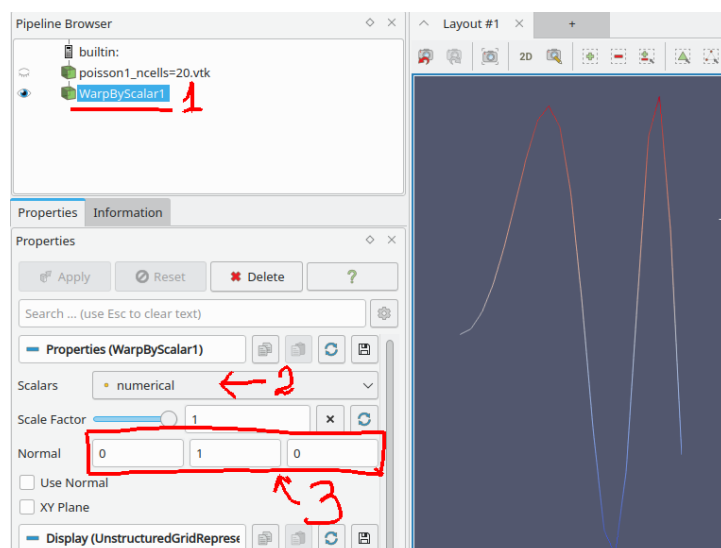 Pipeline Browser
Layout #1 +
builtin:
2D
poisson1_ncells=20.vtk
WarpByScalar1
1
Properties Information
Properties
Apply Reset Delete ?
Search ... (use Esc to clear text)
Properties (WarpByScalar1)
Scalars numerical
2
Scale Factor 1
Normal 0 1 0
Use Normal
3
XY Plane
Display (UnstructuredGridReprese